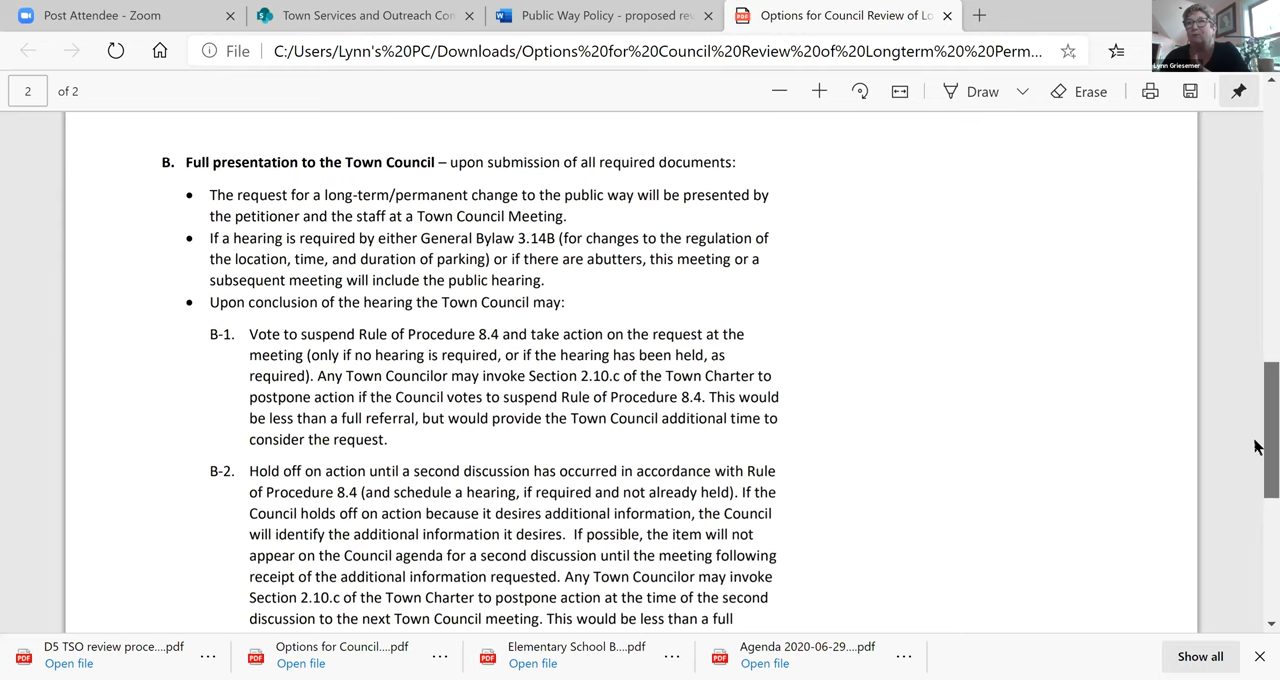 Post Attendee - Zoom
Town Services and Outreach Con
Public Way Policy - proposed rev
Options for Council Review of Lo
File
C:/Users/Lynn's%20PC/Downloads/Options%20for%20Council%20Review%20of%20Longterm%20%20Perm...
Lynn Griesemer
2 of 2
Draw
Erase
B. Full presentation to the Town Council – upon submission of all required documents:
• The request for a long-term/permanent change to the public way will be presented by
the petitioner and the staff at a Town Council Meeting.
• If a hearing is required by either General Bylaw 3.14B (for changes to the regulation of
the location, time, and duration of parking) or if there are abutters, this meeting or a
subsequent meeting will include the public hearing.
• Upon conclusion of the hearing the Town Council may:
B-1. Vote to suspend Rule of Procedure 8.4 and take action on the request at the
meeting (only if no hearing is required, or if the hearing has been held, as
required). Any Town Councilor may invoke Section 2.10.c of the Town Charter to
postpone action if the Council votes to suspend Rule of Procedure 8.4. This would
be less than a full referral, but would provide the Town Council additional time to
consider the request.
B-2. Hold off on action until a second discussion has occurred in accordance with Rule
of Procedure 8.4 (and schedule a hearing, if required and not already held). If the
Council holds off on action because it desires additional information, the Council
will identify the additional information it desires.  If possible, the item will not
appear on the Council agenda for a second discussion until the meeting following
receipt of the additional information requested. Any Town Councilor may invoke
Section 2.10.c of the Town Charter to postpone action at the time of the second
discussion to the next Town Council meeting. This would be less than a full
D5 TSO review proce....pdf
Open file
Options for Council....pdf
Open file
Elementary School B....pdf
Open file
Agenda 2020-06-29....pdf
Open file
Show all